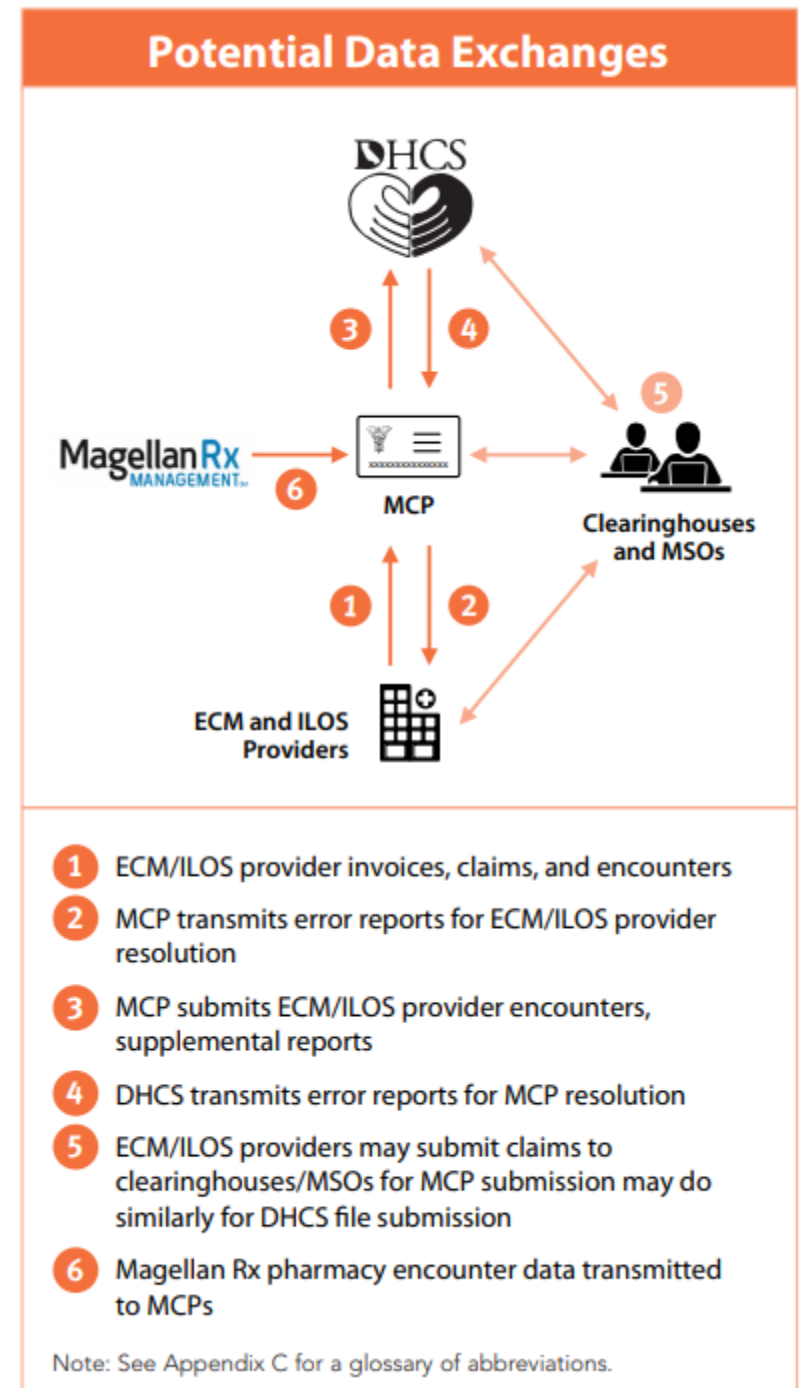 Potential Data Exchanges
DHCS
3
4
5
MagellanRx
MANAGEMENT
6
MCP
Clearinghouses
and MSOs
1
2
ECM and ILOS
Providers
1 ECM/ILOS provider invoices, claims, and encounters
2 MCP transmits error reports for ECM/ILOS provider
resolution
3 MCP submits ECM/ILOS provider encounters,
supplemental reports
4 DHCS transmits error reports for MCP resolution
5 ECM/ILOS providers may submit claims to
clearinghouses/MSOs for MCP submission may do
similarly for DHCS file submission
6 Magellan Rx pharmacy encounter data transmitted
to MCPs
Note: See Appendix C for a glossary of abbreviations.